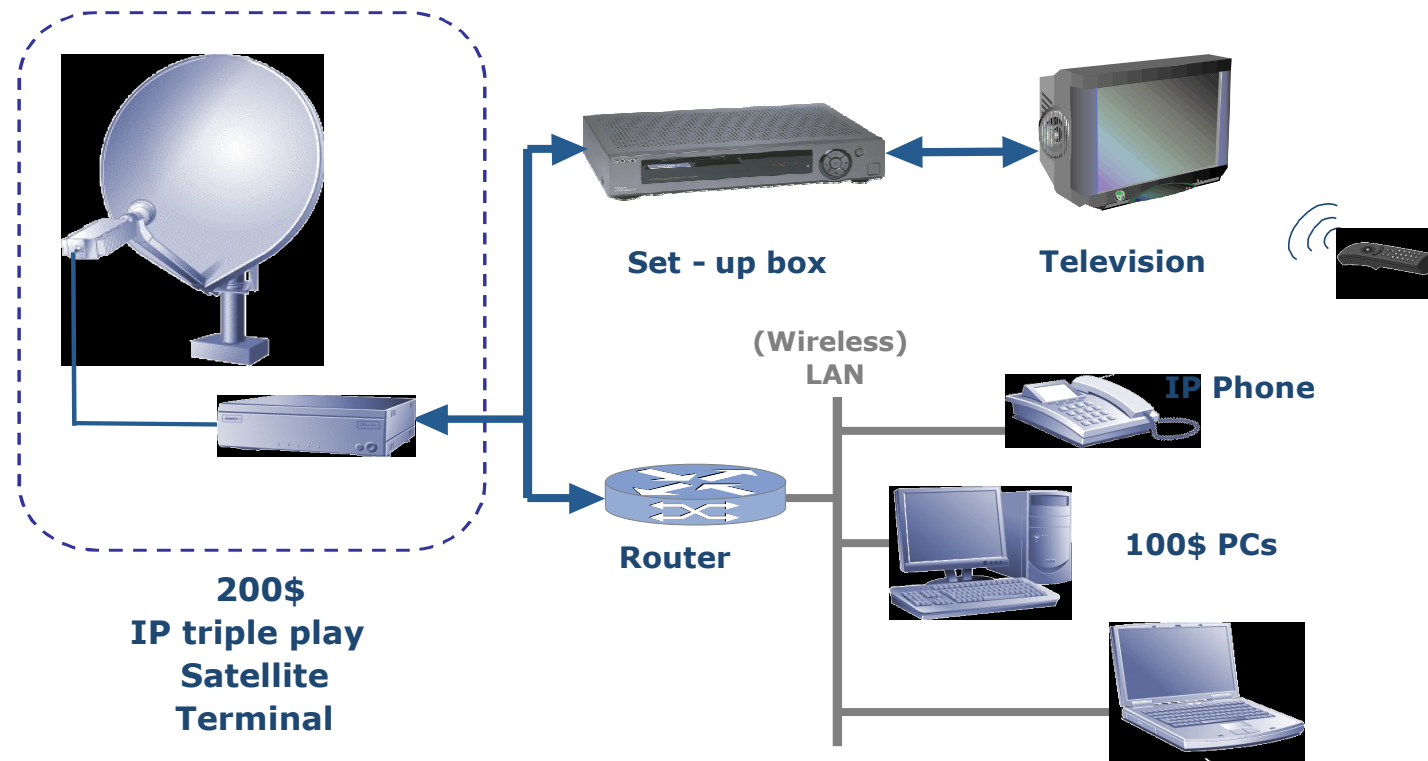 Set - up box
Television
(Wireless)
LAN
IP Phone
Router
100$ PCs
200$
IP triple play
Satellite
Terminal